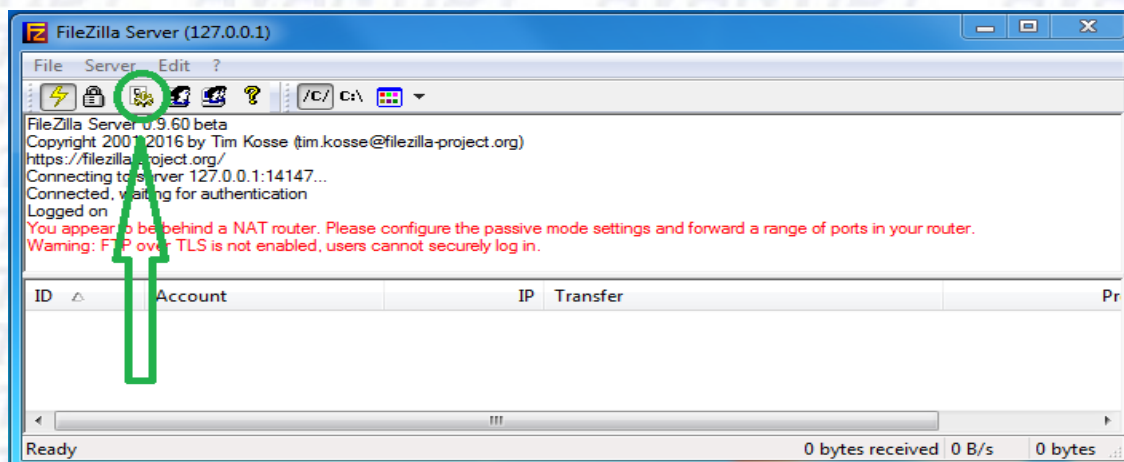 FileZilla Server (127.0.0.1)
File Server Edit ?
/C/ C:\
FileZilla Server 0.9.60 beta
Copyright 2001-2016 by Tim Kosse (tim.kosse@filezilla-project.org)
https://filezilla-project.org/
Connecting to server 127.0.0.1:14147...
Connected, waiting for authentication
Logged on
You appear to be behind a NAT router. Please configure the passive mode settings and forward a range of ports in your router.
Warning: FTP over TLS is not enabled, users cannot securely log in.
ID Account IP Transfer Pr
Ready 0 bytes received 0 B/s 0 bytes